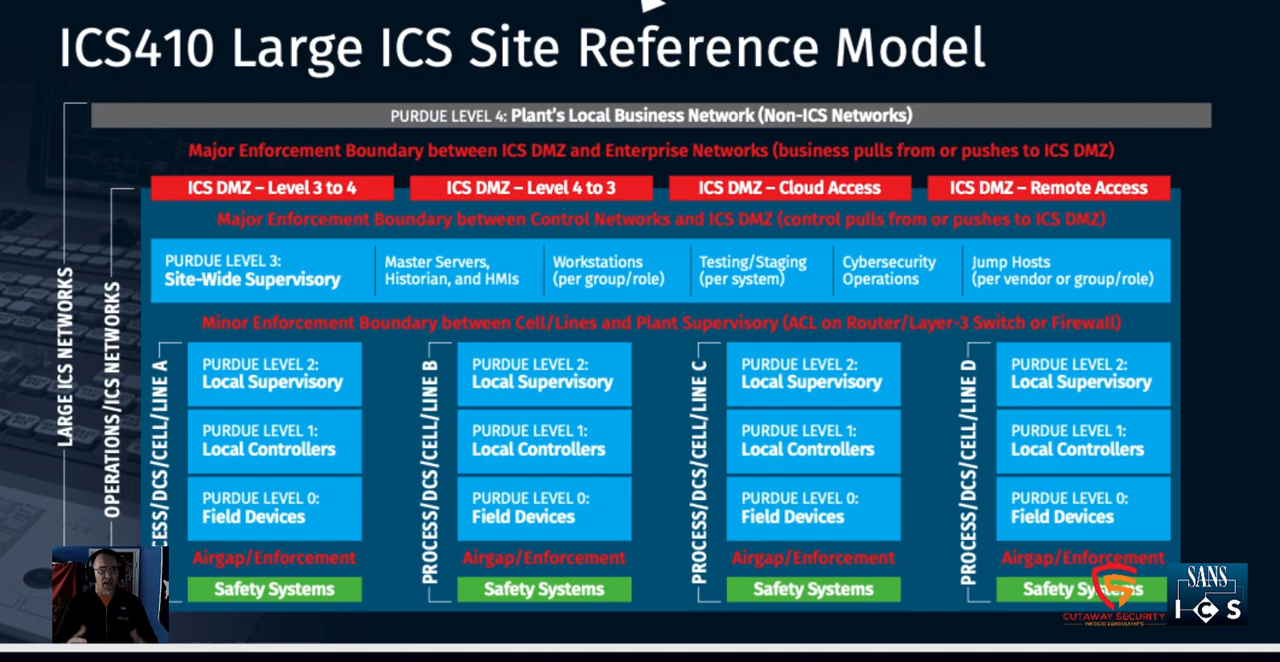 ICS410 Large ICS Site Reference Model
PURDUE LEVEL 4: Plant's Local Business Network (Non-ICS Networks)
Major Enforcement Boundary between ICS DMZ and Enterprise Networks (business pulls from or pushes to ICS DMZ)
ICS DMZ – Level 3 to 4
ICS DMZ – Level 4 to 3
ICS DMZ – Cloud Access
ICS DMZ – Remote Access
Major Enforcement Boundary between Control Networks and ICS DMZ (control pulls from or pushes to ICS DMZ)
PURDUE LEVEL 3:
Site-Wide Supervisory
Master Servers,
Historian, and HMIs
Workstations
(per group/role)
Testing/Staging
(per system)
Cybersecurity
Operations
Jump Hosts
(per vendor or group/role)
Minor Enforcement Boundary between Cell/Lines and Plant Supervisory (ACL on Router/Layer-3 Switch or Firewall)
LARGE ICS NETWORKS
OPERATIONS/ICS NETWORKS
CESS/DCS/CELL/LINE A
PURDUE LEVEL 2:
Local Supervisory
PURDUE LEVEL 1:
Local Controllers
PURDUE LEVEL 0:
Field Devices
Airgap/Enforcement
Safety Systems
PROCESS/DCS/CELL/LINE B
PURDUE LEVEL 2:
Local Supervisory
PURDUE LEVEL 1:
Local Controllers
PURDUE LEVEL 0:
Field Devices
Airgap/Enforcement
Safety Systems
PROCESS/DCS/CELL/LINE C
PURDUE LEVEL 2:
Local Supervisory
PURDUE LEVEL 1:
Local Controllers
PURDUE LEVEL 0:
Field Devices
Airgap/Enforcement
Safety Systems
PROCESS/DCS/CELL/LINE D
PURDUE LEVEL 2:
Local Supervisory
PURDUE LEVEL 1:
Local Controllers
PURDUE LEVEL 0:
Field Devices
Airgap/Enforcement
Safety Systems
CUTAWAY SECURITY
INFOSEC CONSULTANTS
SANS
ICS